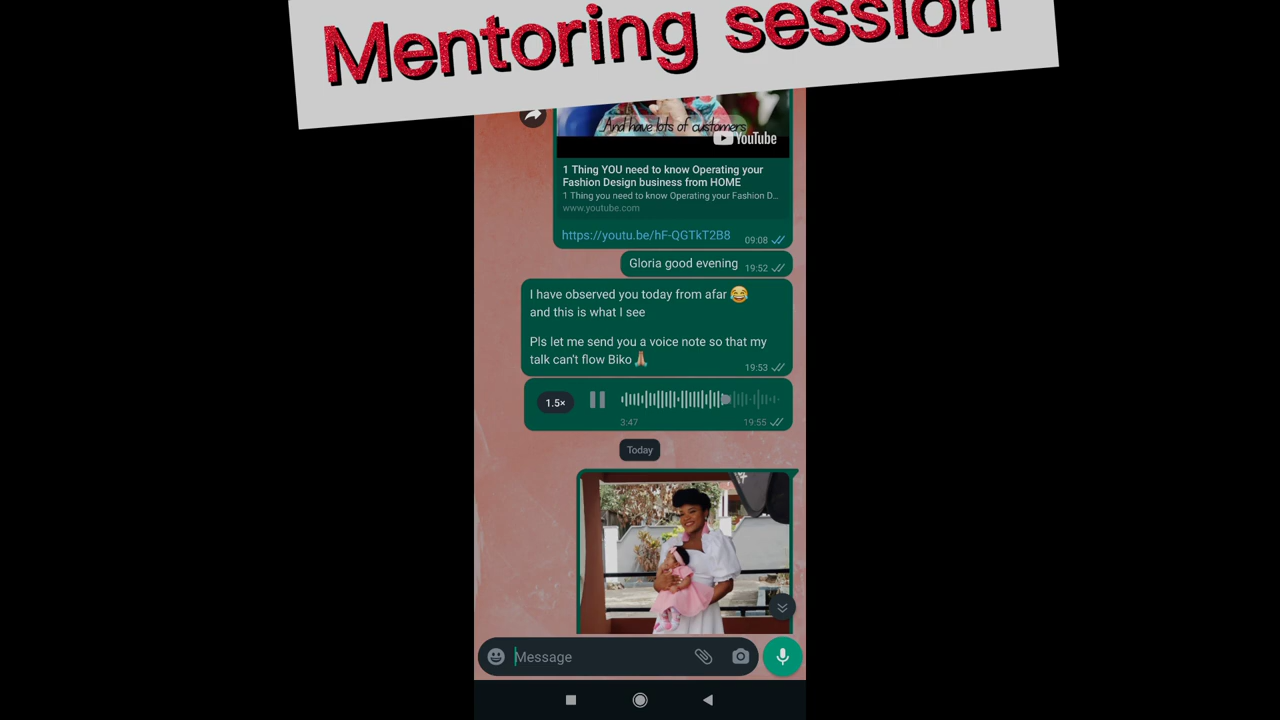 Mentoring session
And have lots of customers
YouTube
1 Thing YOU need to know Operating your
Fashion Design business from HOME
1 Thing you need to know Operating your Fashion D...
www.youtube.com
https://youtu.be/hF-QGTkT2B8 09:08
Gloria good evening 19:52
I have observed you today from afar 😂
and this is what I see
Pls let me send you a voice note so that my
talk can't flow Biko🙏 19:53
1.5×
3:47 19:55
Today
Message